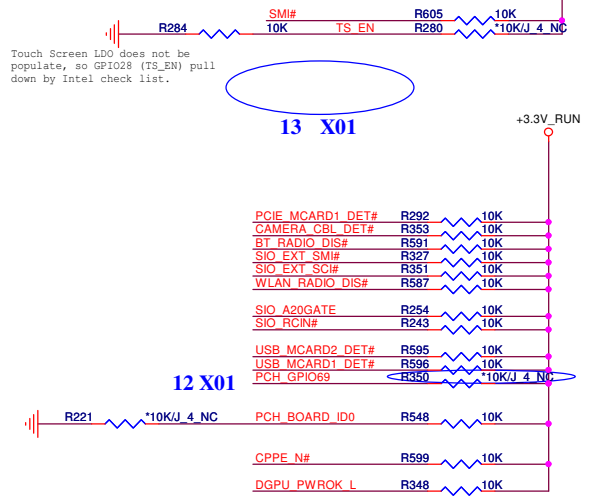 SMI# R605 10K
R284 10K TS_EN R280 *10K/J_4_NC
Touch Screen LDO does not be
populate, so GPIO28 (TS_EN) pull
down by Intel check list.
13 X01
+3.3V_RUN
PCIE_MCARD1_DET# R292 10K
CAMERA_CBL_DET# R353 10K
BT_RADIO_DIS# R591 10K
SIO_EXT_SMI# R327 10K
SIO_EXT_SCI# R351 10K
WLAN_RADIO_DIS# R587 10K
SIO_A20GATE R254 10K
SIO_RCIN# R243 10K
USB_MCARD2_DET# R595 10K
USB_MCARD1_DET# R596 10K
12 X01 PCH_GPIO69 R350 *10K/J_4_NC
R221 *10K/J_4_NC PCH_BOARD_ID0 R548 10K
CPPE_N# R599 10K
DGPU_PWROK_L R348 10K